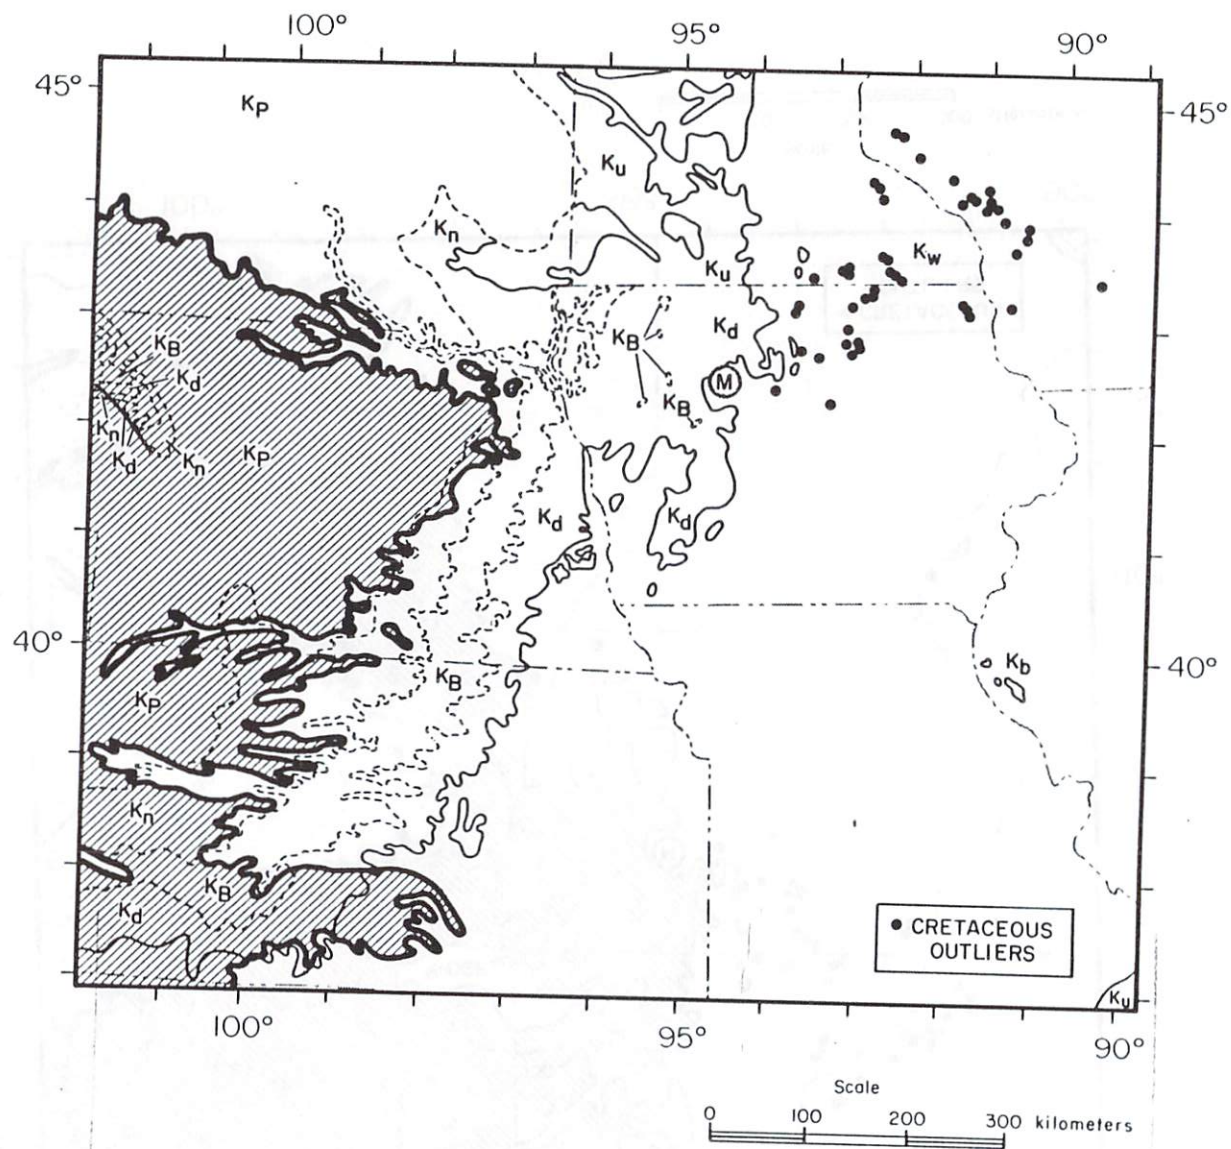 100°
95°
90°
45°
45°
KP
Ku
Kn
Kw
Ku
Kd
KB
KB
Kd
M
KB
Kn
Kd
Kn
KP
Kd
Kd
40°
40°
Kb
KB
KP
Kn
KB
Kd
CRETACEOUS
OUTLIERS
Ku
100°
95°
90°
Scale
0 100 200 300 kilometers